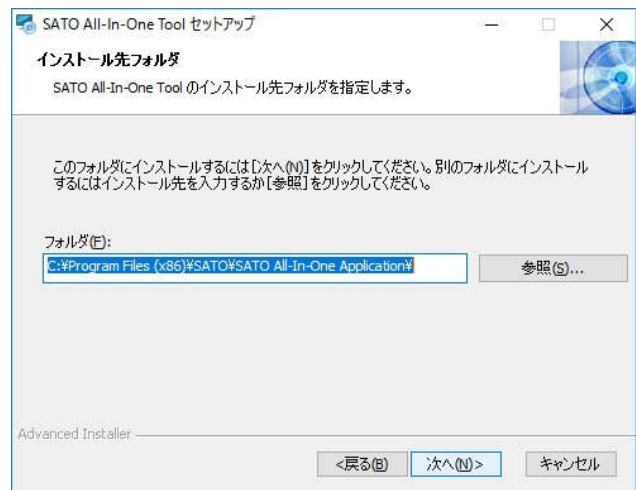 SATO All-In-One Tool セットアップ
インストール先フォルダ
SATO All-In-One Tool のインストール先フォルダを指定します。
このフォルダにインストールするには[次へ(N)]をクリックしてください。別のフォルダにインストール
するにはインストール先を入力するか[参照]をクリックしてください。
フォルダ(F):
C:¥Program Files (x86)¥SATO¥SATO All-In-One Application¥
参照(S)...
Advanced Installer
<戻る(B)
次へ(N)>
キャンセル